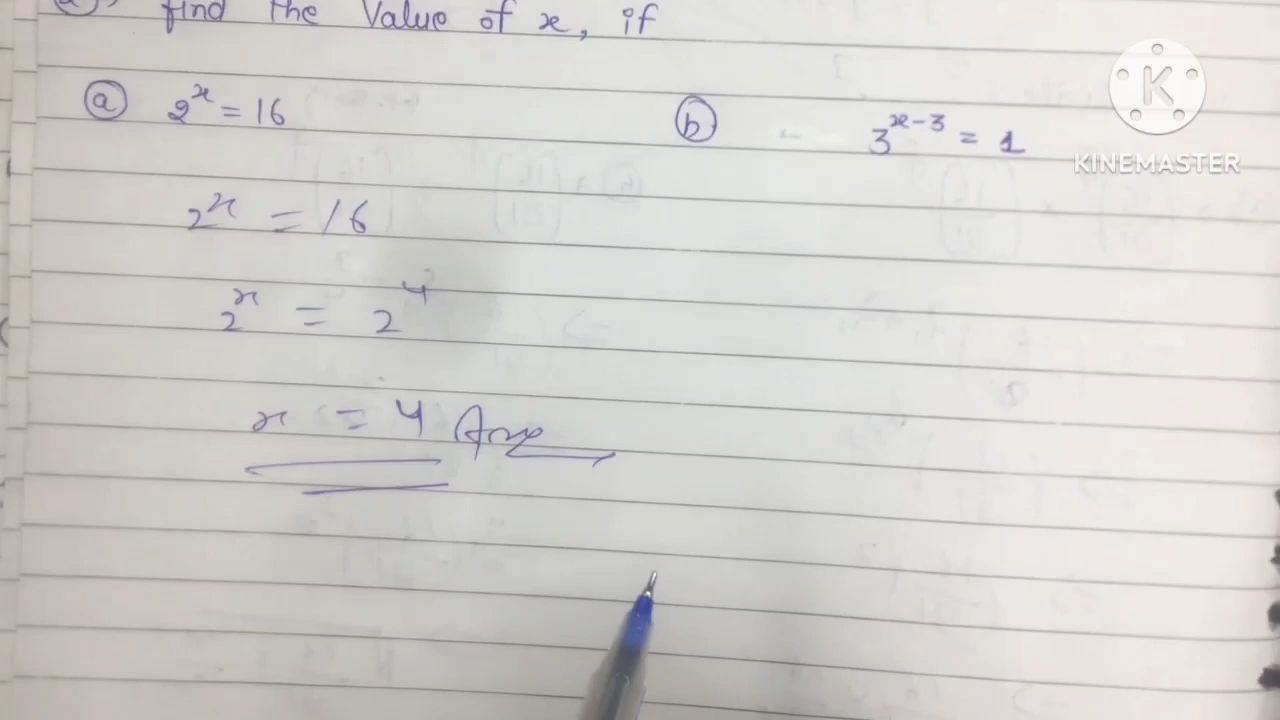 find the Value of x, if
ⓐ 2^x = 16
2^x = 16
2^x = 2^4
x = 4 Ans
ⓑ 3^{x-3} = 1
KINEMASTER